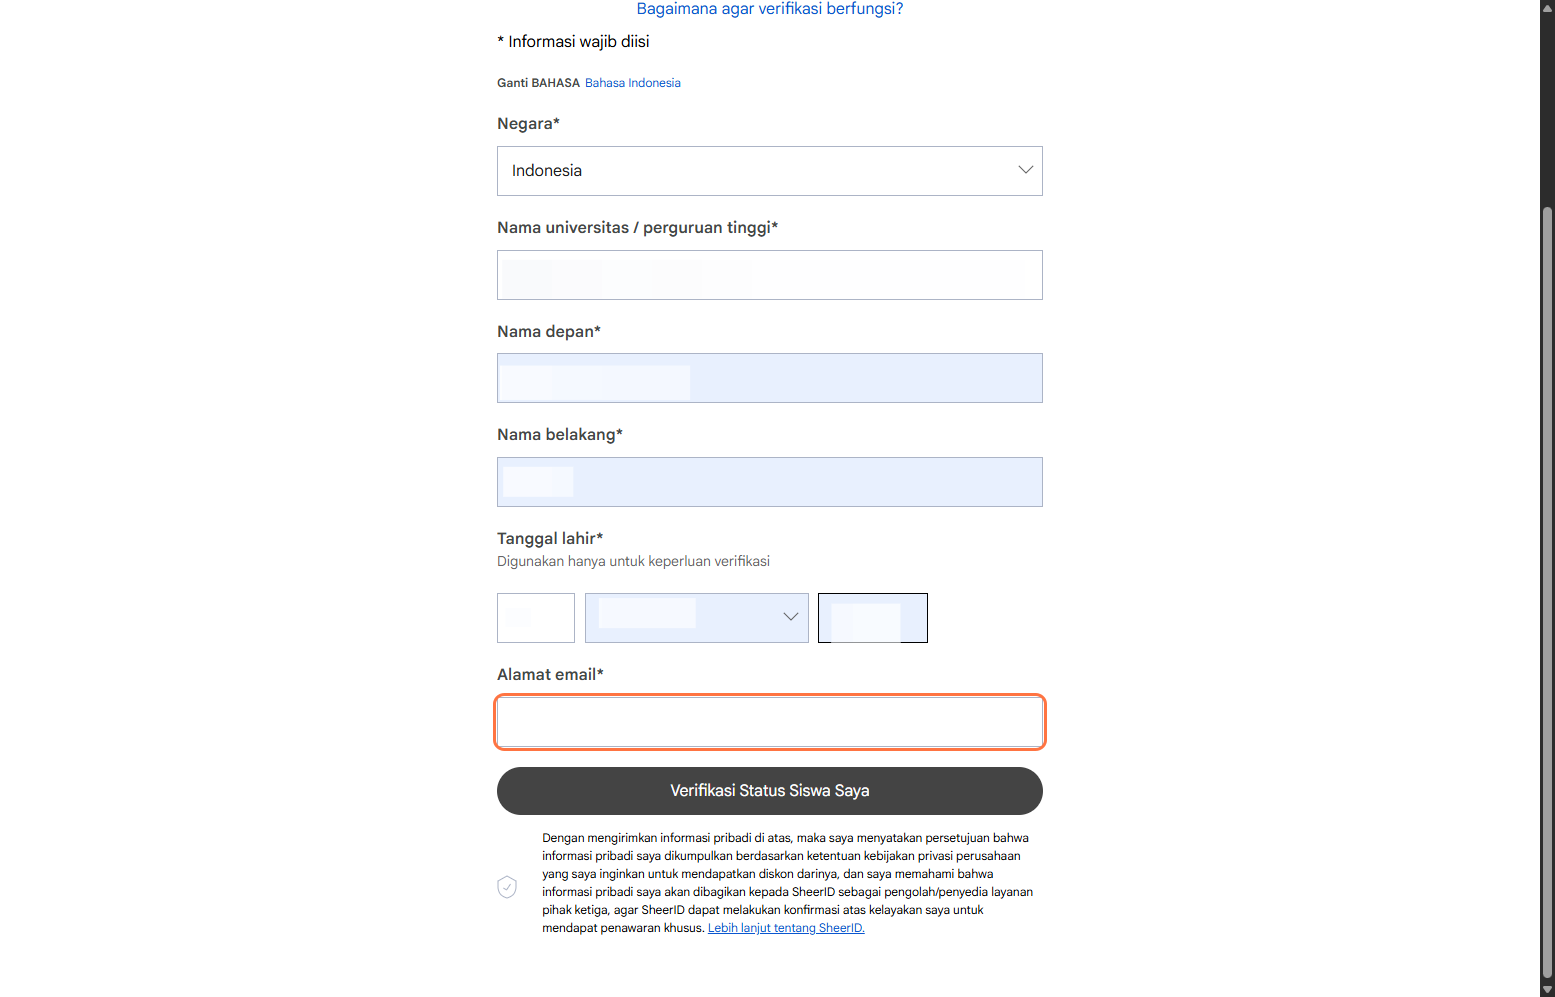 Bagaimana agar verifikasi berfungsi?
* Informasi wajib diisi
Ganti BAHASA Bahasa Indonesia
Negara*
Indonesia
Nama universitas / perguruan tinggi*
Nama depan*
Nama belakang*
Tanggal lahir*
Digunakan hanya untuk keperluan verifikasi
Alamat email*
Verifikasi Status Siswa Saya
Dengan mengirimkan informasi pribadi di atas, maka saya menyatakan persetujuan bahwa
informasi pribadi saya dikumpulkan berdasarkan ketentuan kebijakan privasi perusahaan
yang saya inginkan untuk mendapatkan diskon darinya, dan saya memahami bahwa
informasi pribadi saya akan dibagikan kepada SheerID sebagai pengolah/penyedia layanan
pihak ketiga, agar SheerID dapat melakukan konfirmasi atas kelayakan saya untuk
mendapat penawaran khusus. Lebih lanjut tentang SheerID.